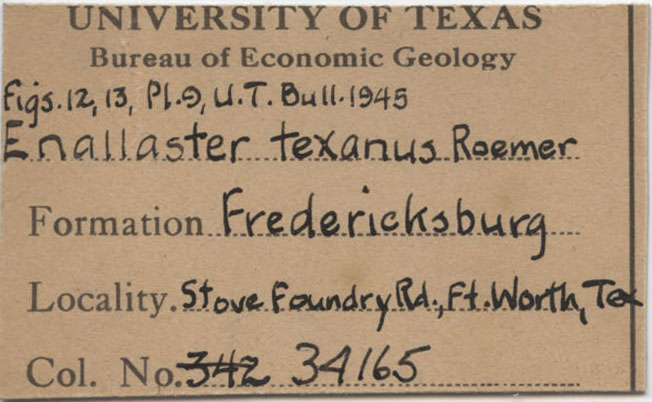 UNIVERSITY OF TEXAS
Bureau of Economic Geology
Figs. 12, 13, Pl. 9, U.T. Bull. 1945
Enallaster texanus Roemer
Formation Fredericksburg
Locality. Stove Foundry Rd., Ft. Worth, Tex
Col. No. 342 34165